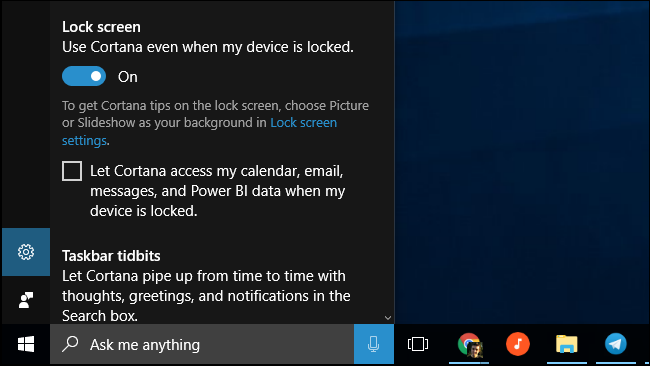 Lock screen
Use Cortana even when my device is locked.
On
To get Cortana tips on the lock screen, choose Picture
or Slideshow as your background in Lock screen
settings.
Let Cortana access my calendar, email,
messages, and Power BI data when my
device is locked.
Taskbar tidbits
Let Cortana pipe up from time to time with
thoughts, greetings, and notifications in the
Search box.
Ask me anything